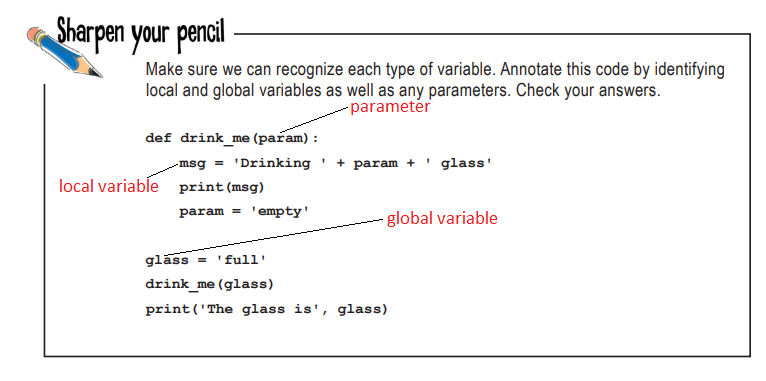 Sharpen your pencil
Make sure we can recognize each type of variable. Annotate this code by identifying
local and global variables as well as any parameters. Check your answers.
parameter
def drink_me(param):
msg = 'Drinking ' + param + ' glass'
local variable
print(msg)
param = 'empty'
global variable
glass = 'full'
drink_me(glass)
print('The glass is', glass)